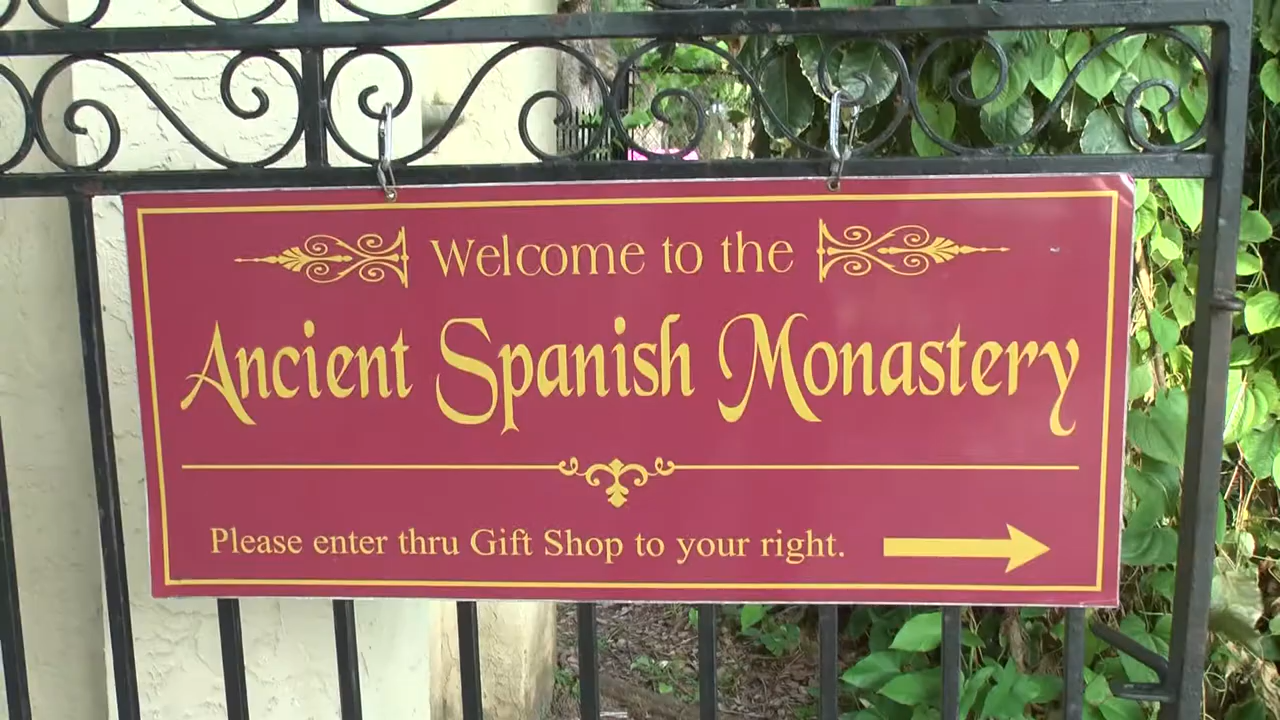 Welcome to the
Ancient Spanish Monastery
Please enter thru Gift Shop to your right.